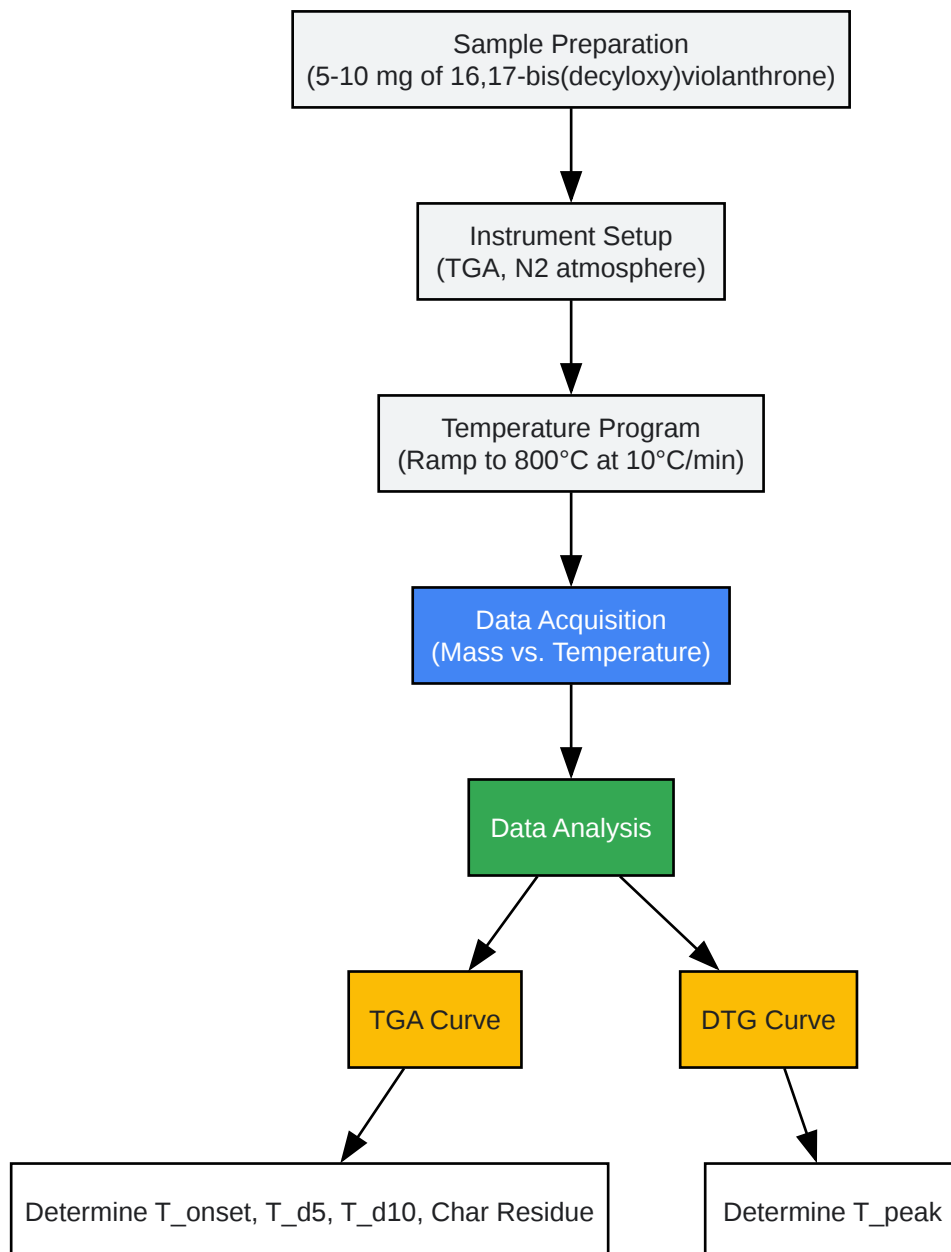 Sample Preparation
(5-10 mg of 16,17-bis(decyloxy)violanthrone)
Instrument Setup
(TGA, N2 atmosphere)
Temperature Program
(Ramp to 800°C at 10°C/min)
Data Acquisition
(Mass vs. Temperature)
Data Analysis
TGA Curve
DTG Curve
Determine T_onset, T_d5, T_d10, Char Residue
Determine T_peak